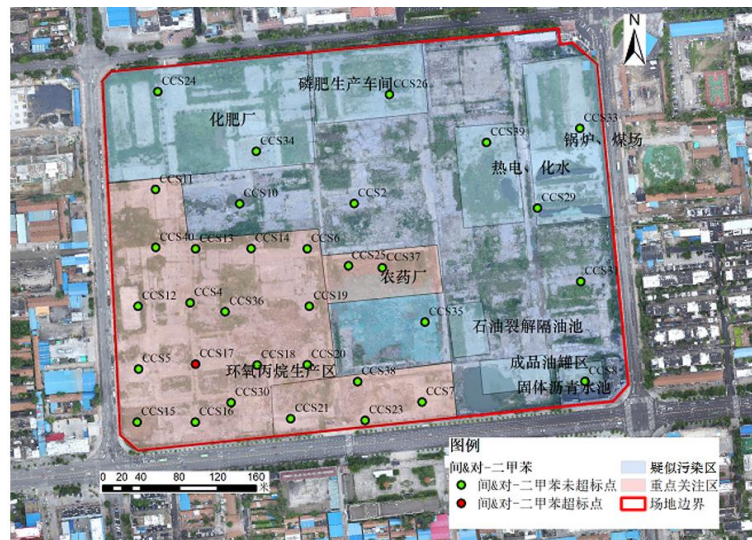 N
CCS24
磷肥生产车间
CCS26
化肥厂
CCS33
CCS34
CCS39
锅炉、煤场
热电、化水
CCS11
CCS10
CCS2
CCS29
CCS40
CCS13
CCS14
CCS6
CCS25
CCS37
农药厂
CCS3
CCS12
CCS4
CCS36
CCS19
CCS35
石油裂解隔油池
CCS5
CCS17
CCS18
CCS20
环氧丙烷生产区
成品油罐区
CCS38
CCS8
固体沥青水池
CCS15
CCS16
CCS30
CCS21
CCS23
CCS7
图例
间&对-二甲苯
疑似污染区
间&对-二甲苯未超标点
重点关注区
间&对-二甲苯超标点
场地边界
0 20 40 80 120 160
米